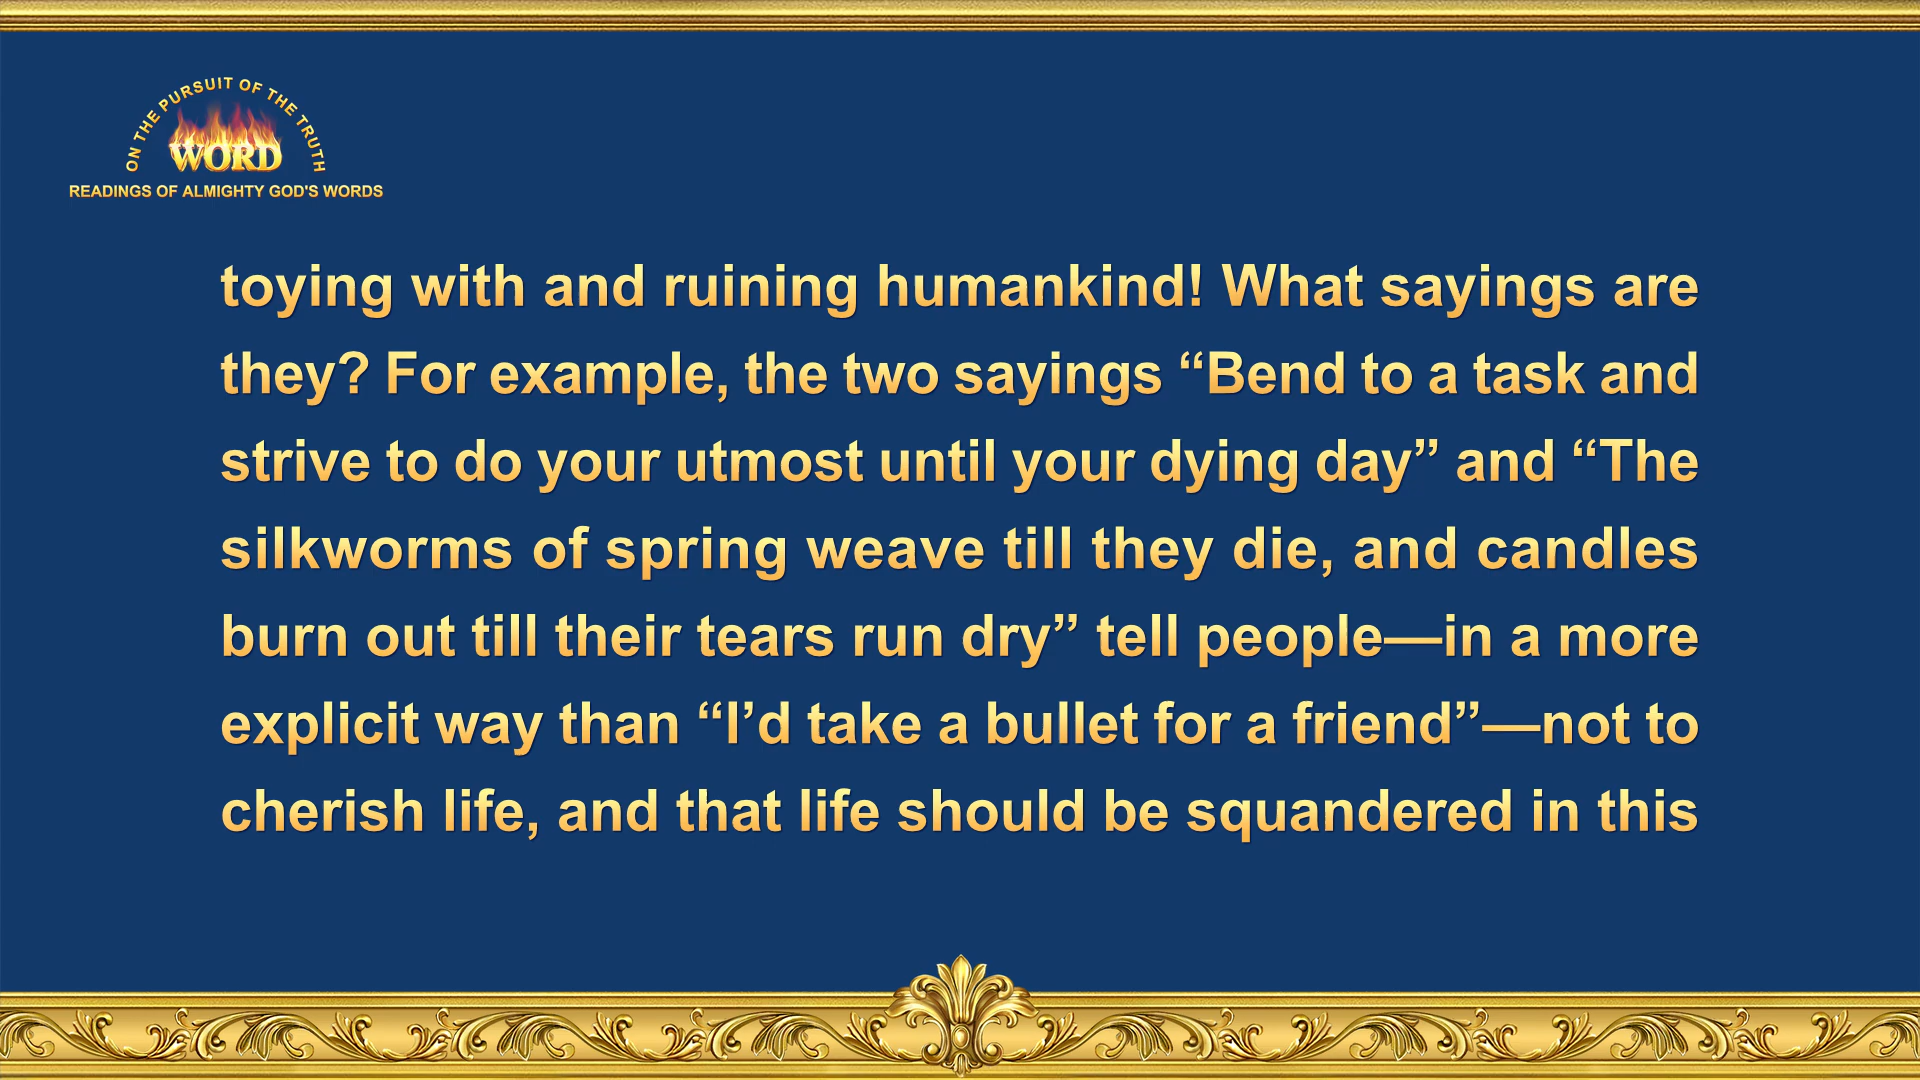 ON THE PURSUIT OF THE TRUTH
WORD
READINGS OF ALMIGHTY GOD'S WORDS
toying with and ruining humankind! What sayings are
they? For example, the two sayings “Bend to a task and
strive to do your utmost until your dying day” and “The
silkworms of spring weave till they die, and candles
burn out till their tears run dry” tell people—in a more
explicit way than “I’d take a bullet for a friend”—not to
cherish life, and that life should be squandered in this